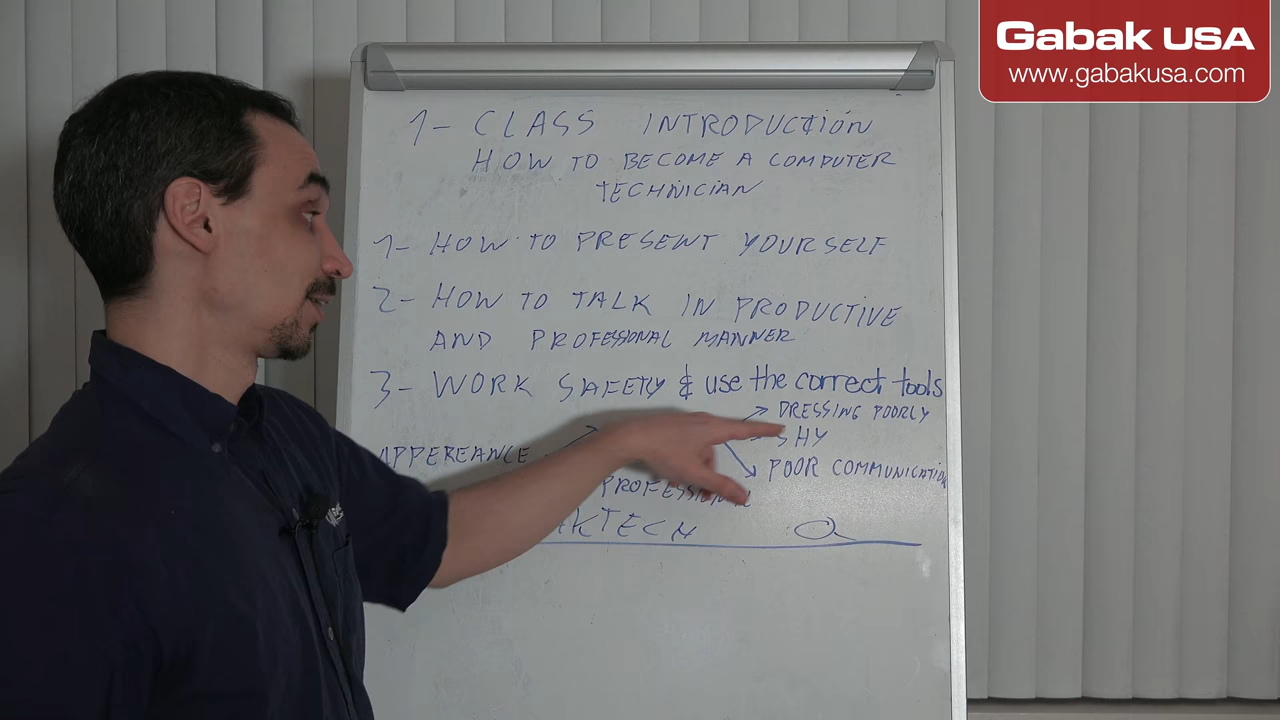 Gabak USA
www.gabakusa.com
1- CLASS INTRODUCTION
HOW TO BECOME A COMPUTER
TECHNICIAN
1- HOW TO PRESENT YOURSELF
2- HOW TO TALK IN PRODUCTIVE
AND PROFESSIONAL MANNER
3- WORK SAFETY & use the correct tools
DRESSING POORLY
SHY
APPEREANCE
POOR COMMUNICATION
PROFESSIONAL